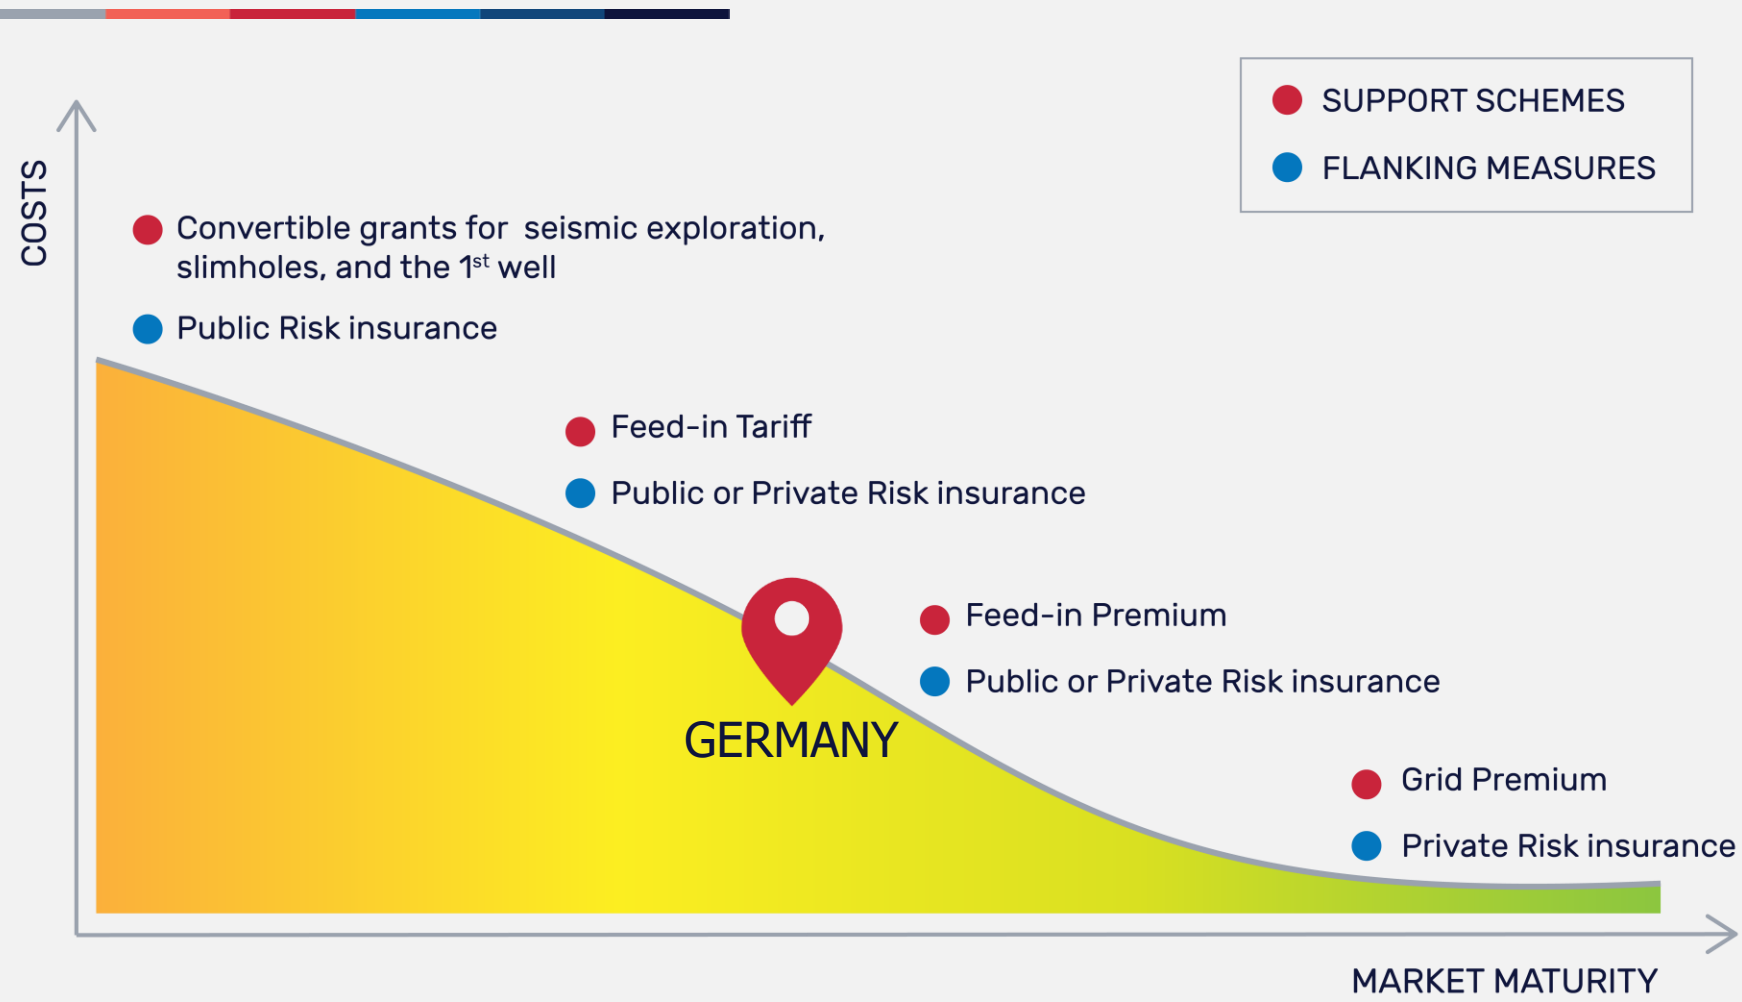 SUPPORT SCHEMES
FLANKING MEASURES
COSTS
Convertible grants for  seismic exploration,
slimholes, and the 1st well
Public Risk insurance
Feed-in Tariff
Public or Private Risk insurance
Feed-in Premium
Public or Private Risk insurance
GERMANY
Grid Premium
Private Risk insurance
MARKET MATURITY